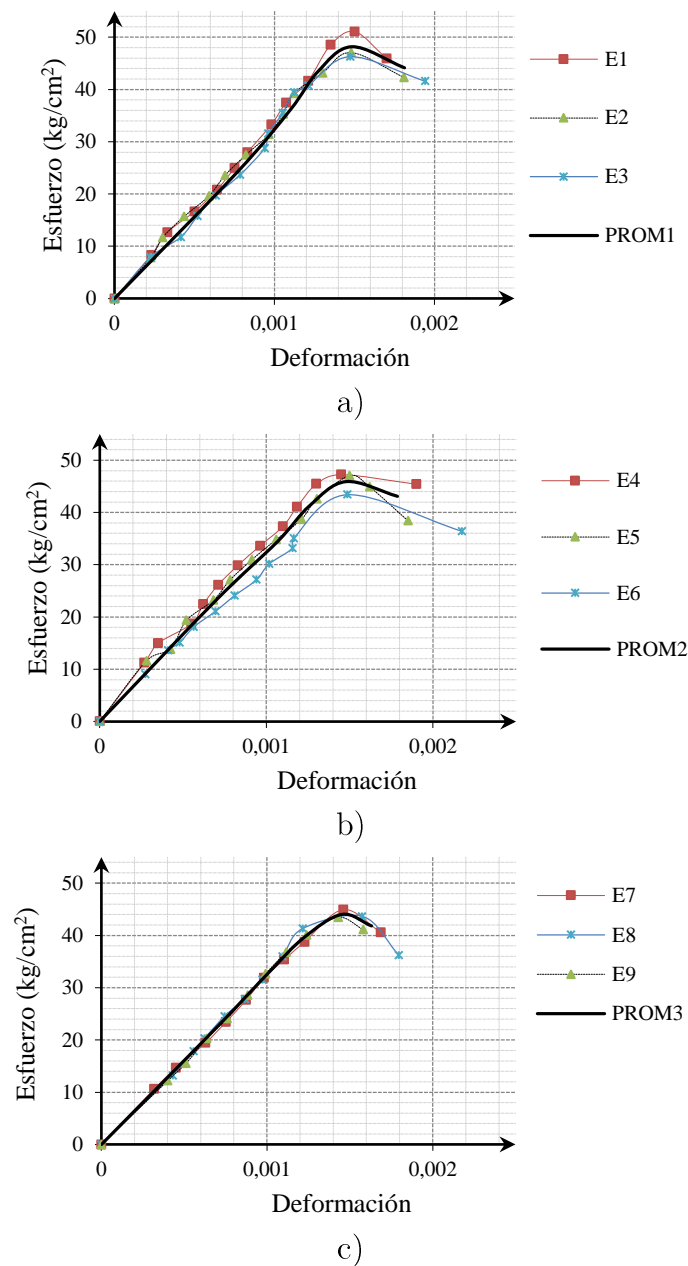 50
40
30
20
10
0
Esfuerzo (kg/cm²)
0
0,001
0,002
Deformación
E1
E2
E3
PROM1
a)
50
40
30
20
10
0
Esfuerzo (kg/cm²)
0
0,001
0,002
Deformación
E4
E5
E6
PROM2
b)
50
40
30
20
10
0
Esfuerzo (kg/cm²)
0
0,001
0,002
Deformación
E7
E8
E9
PROM3
c)